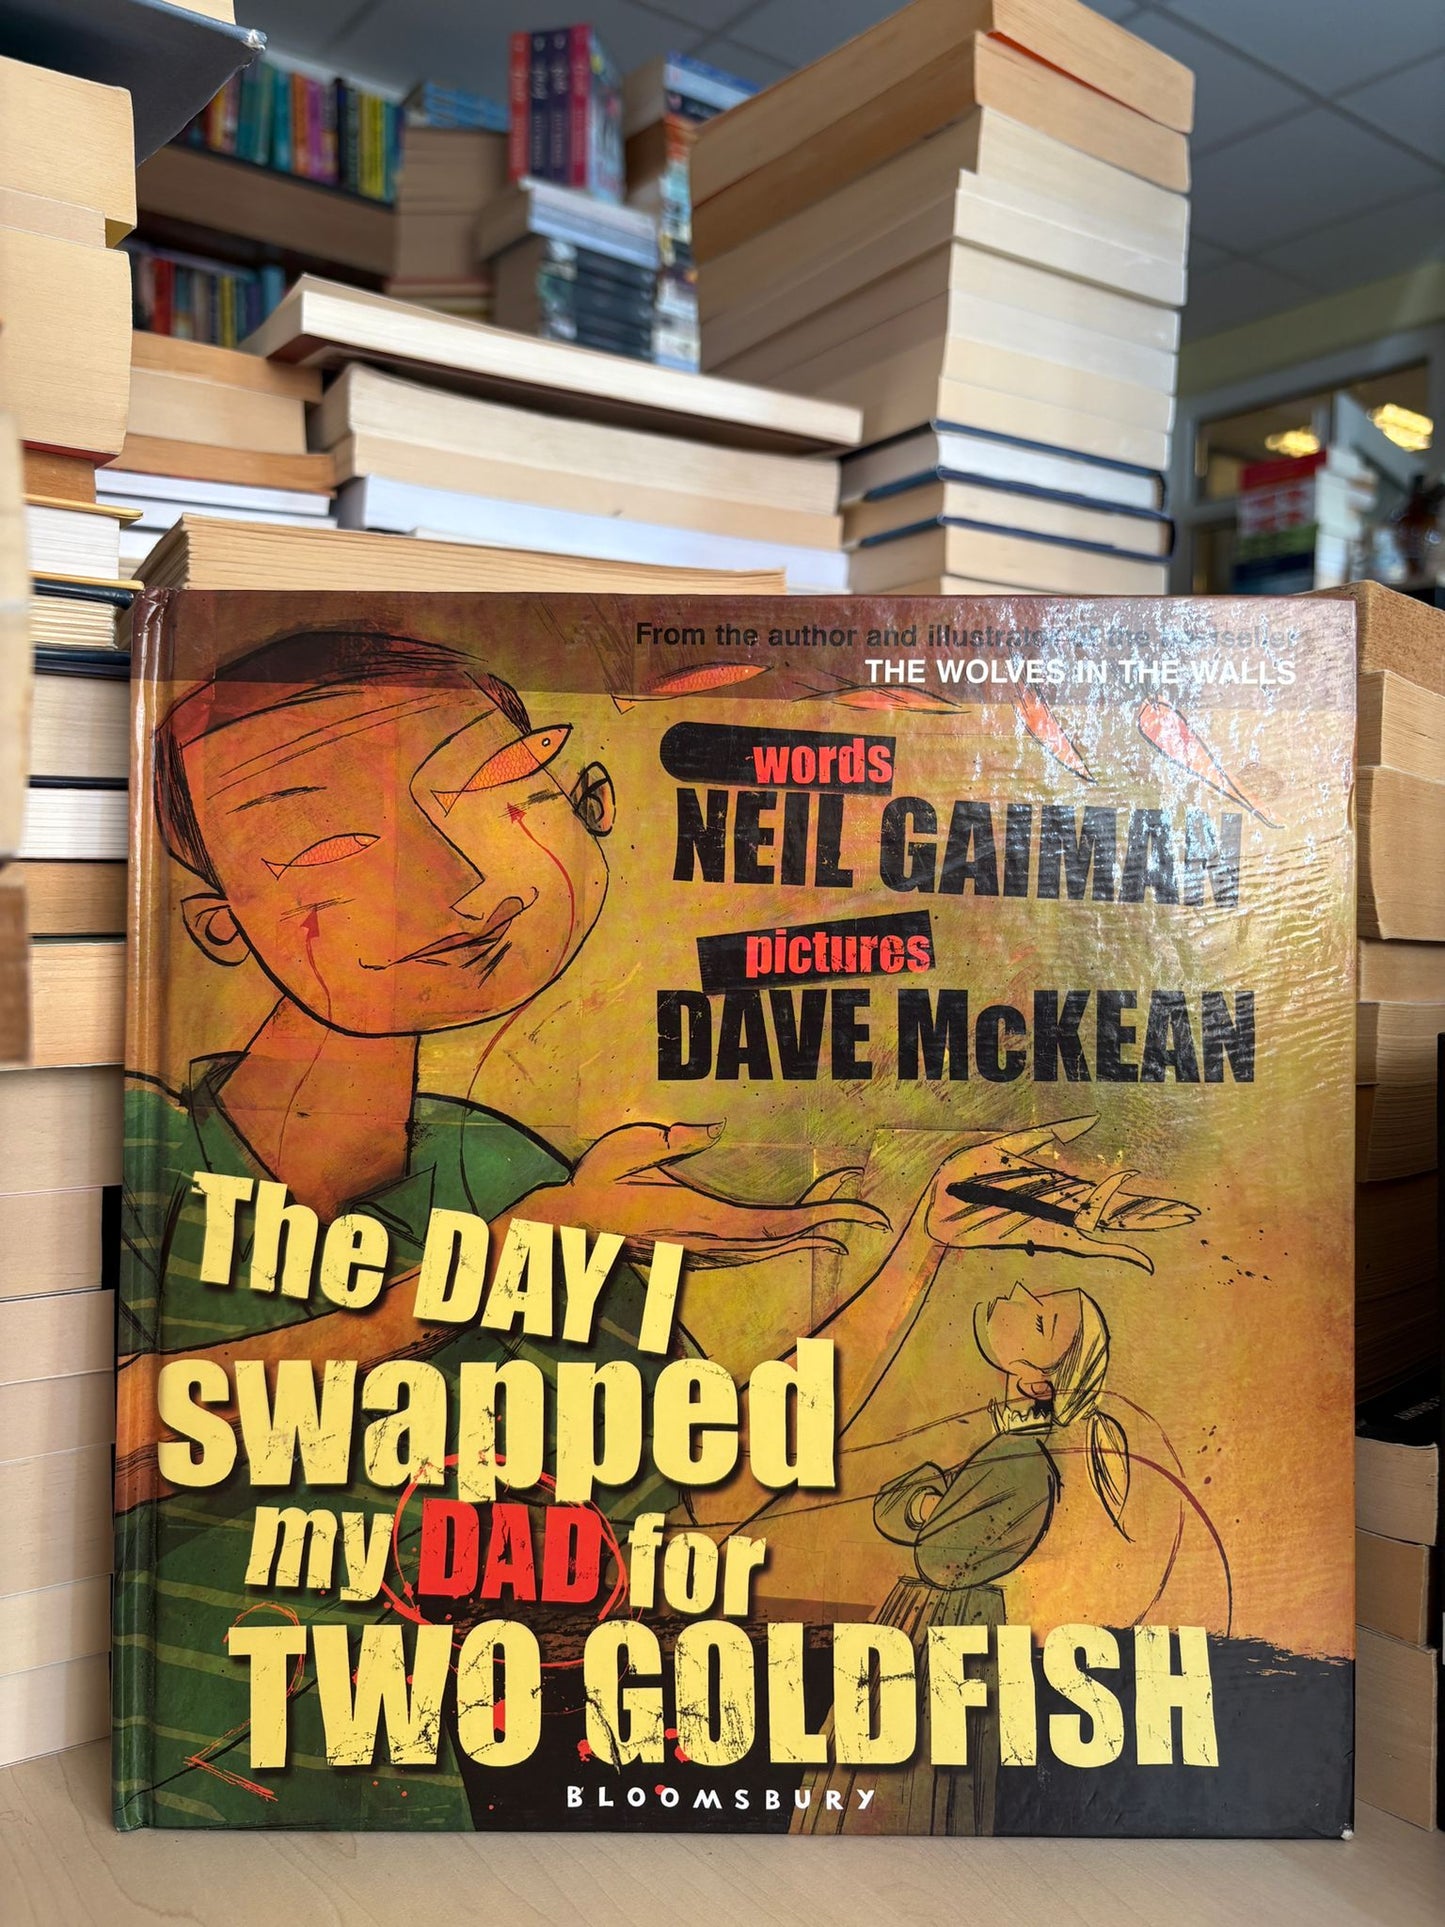 From the author and illustrator of the bestseller
THE WOLVES IN THE WALLS
words
NEIL GAIMAN
pictures
DAVE McKEAN
The DAY I
swapped
my DAD for
TWO GOLDFISH
BLOOMSBURY